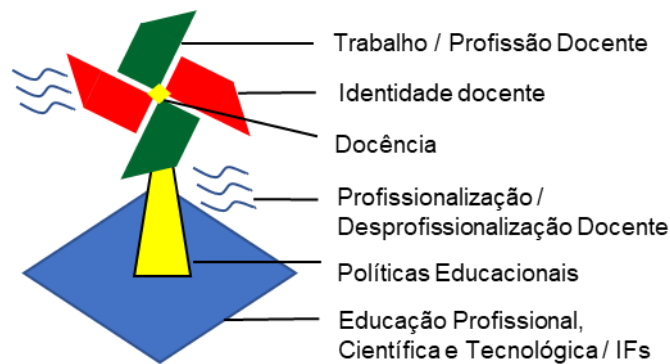 Trabalho / Profissão Docente
Identidade docente
Docência
Profissionalização /
Desprofissionalização Docente
Políticas Educacionais
Educação Profissional,
Científica e Tecnológica / IFs